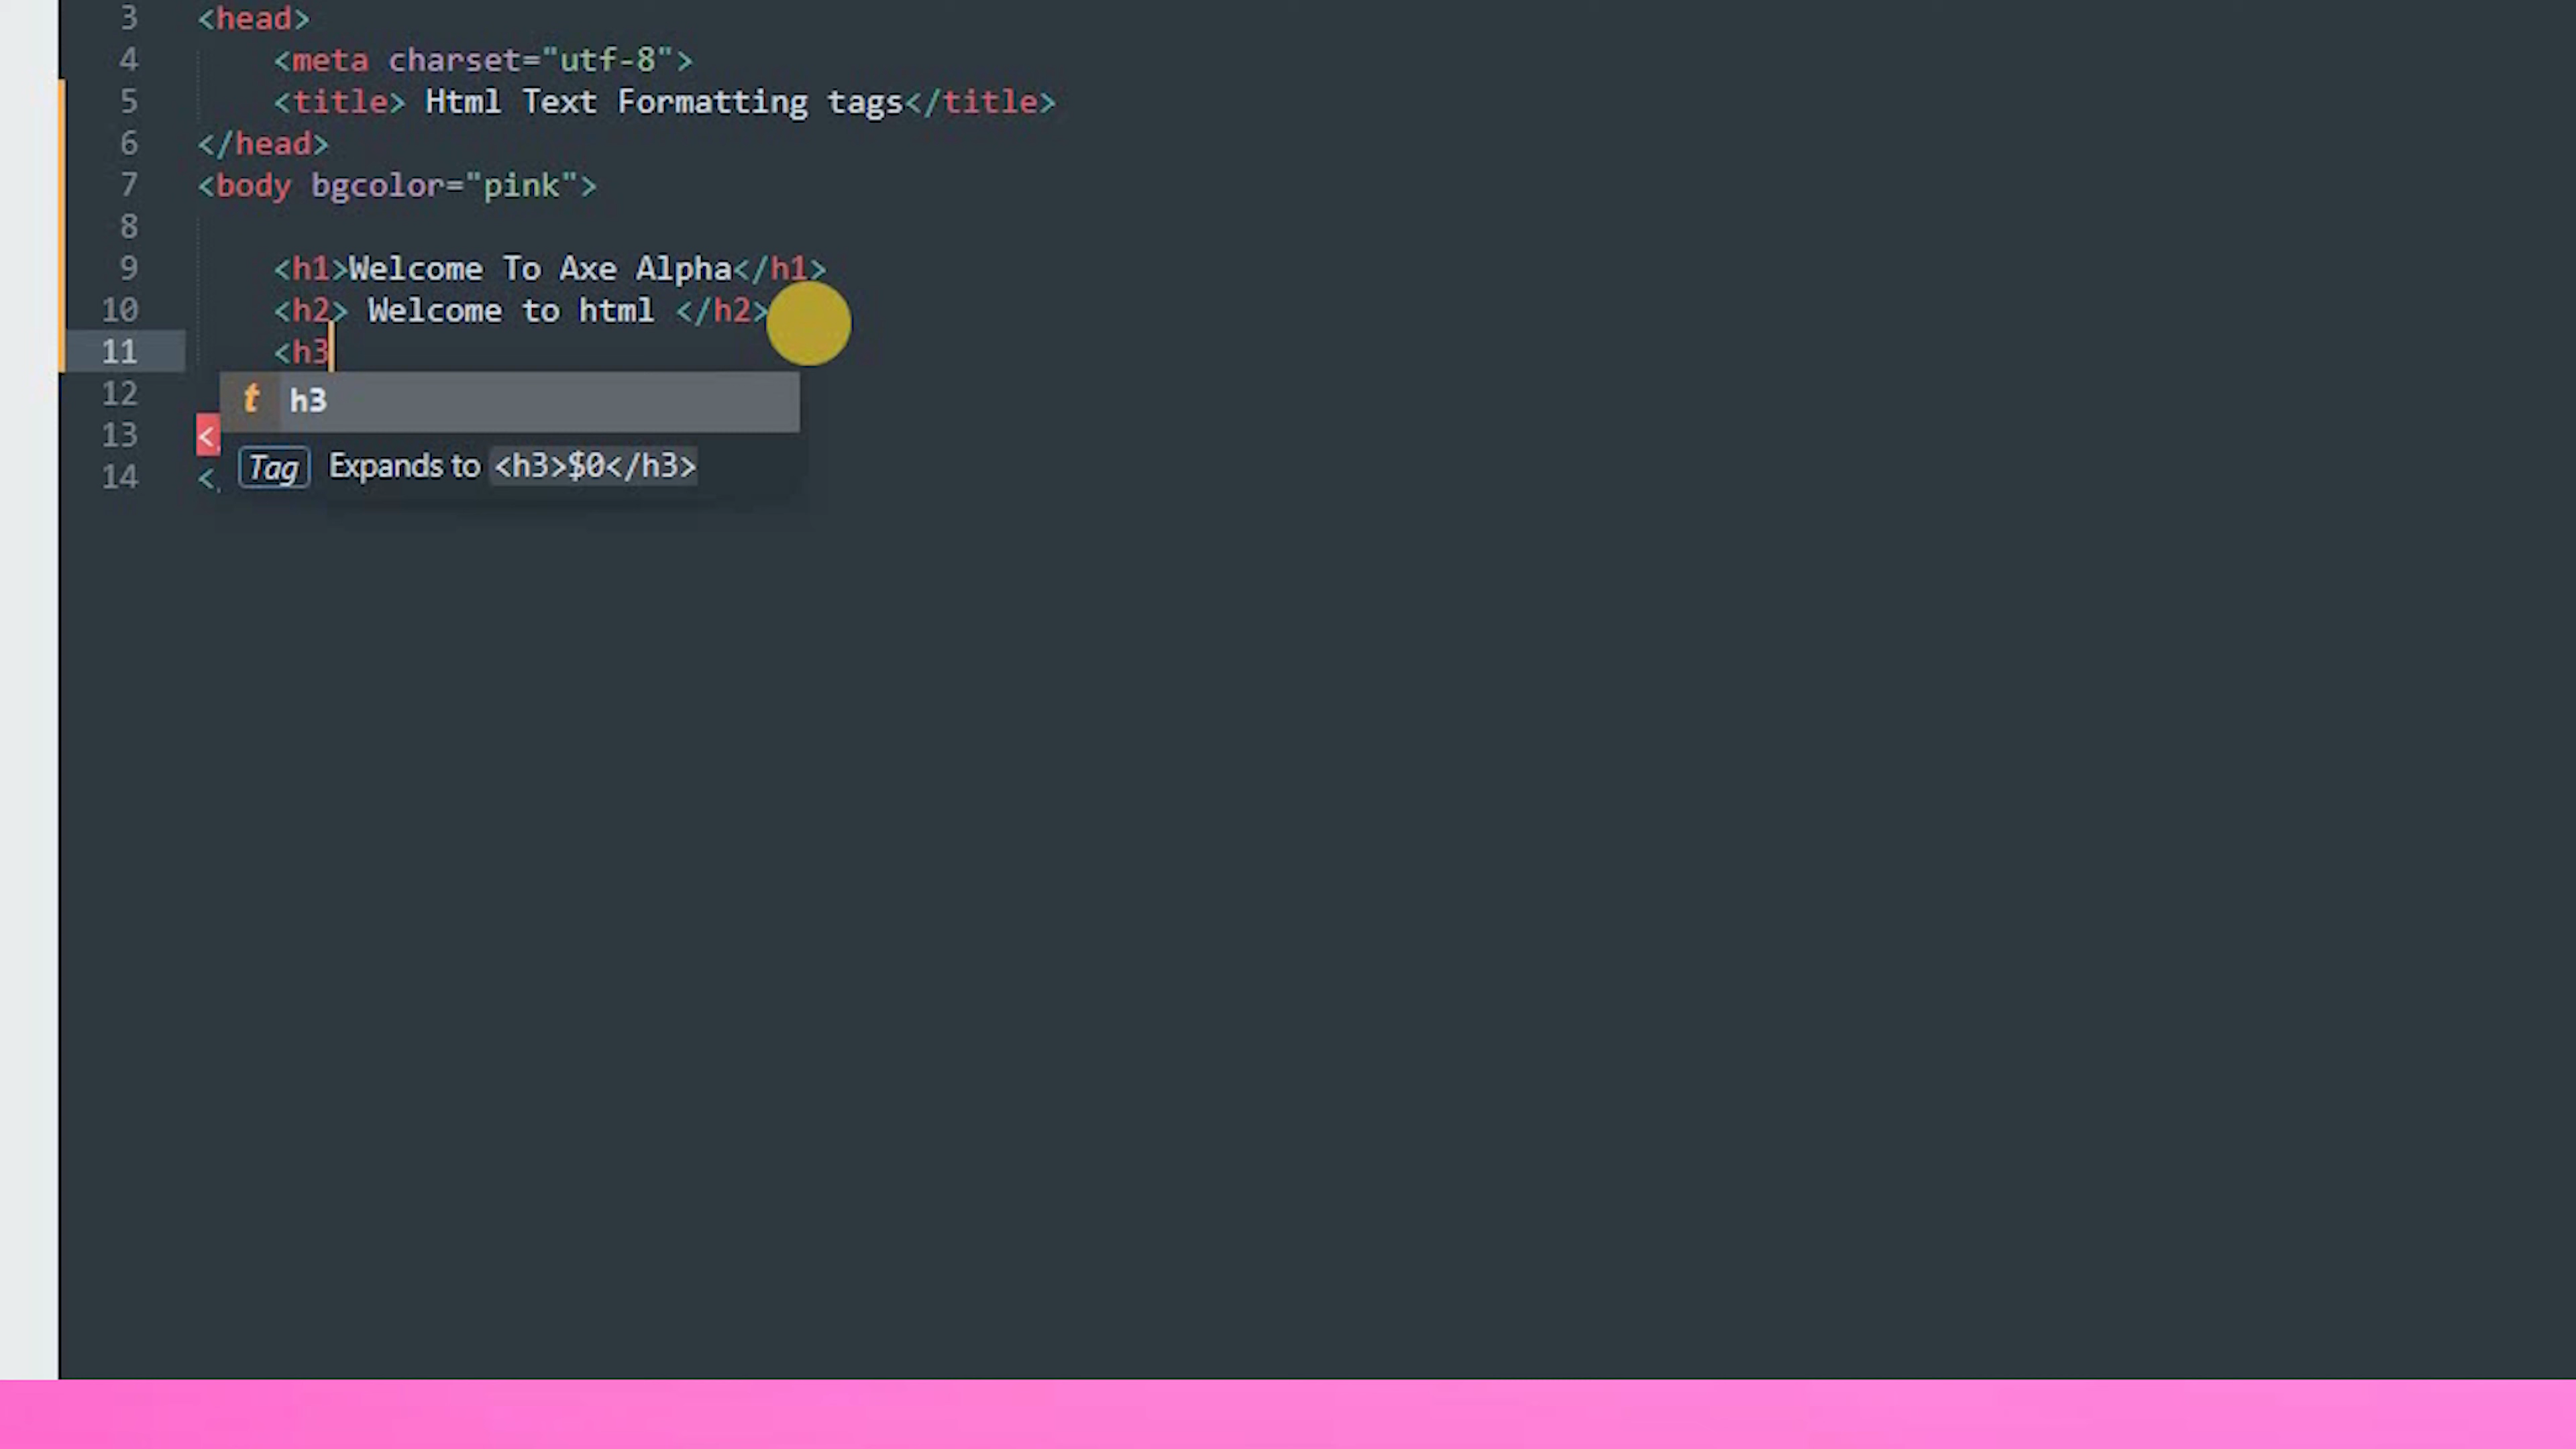 3 <head>
4 <meta charset="utf-8">
5 <title> Html Text Formatting tags</title>
6 </head>
7 <body bgcolor="pink">
8
9 <h1>Welcome To Axe Alpha</h1>
10 <h2> Welcome to html </h2>
11 <h3
12 t h3
13 <
Tag Expands to <h3>$0</h3>
14 <